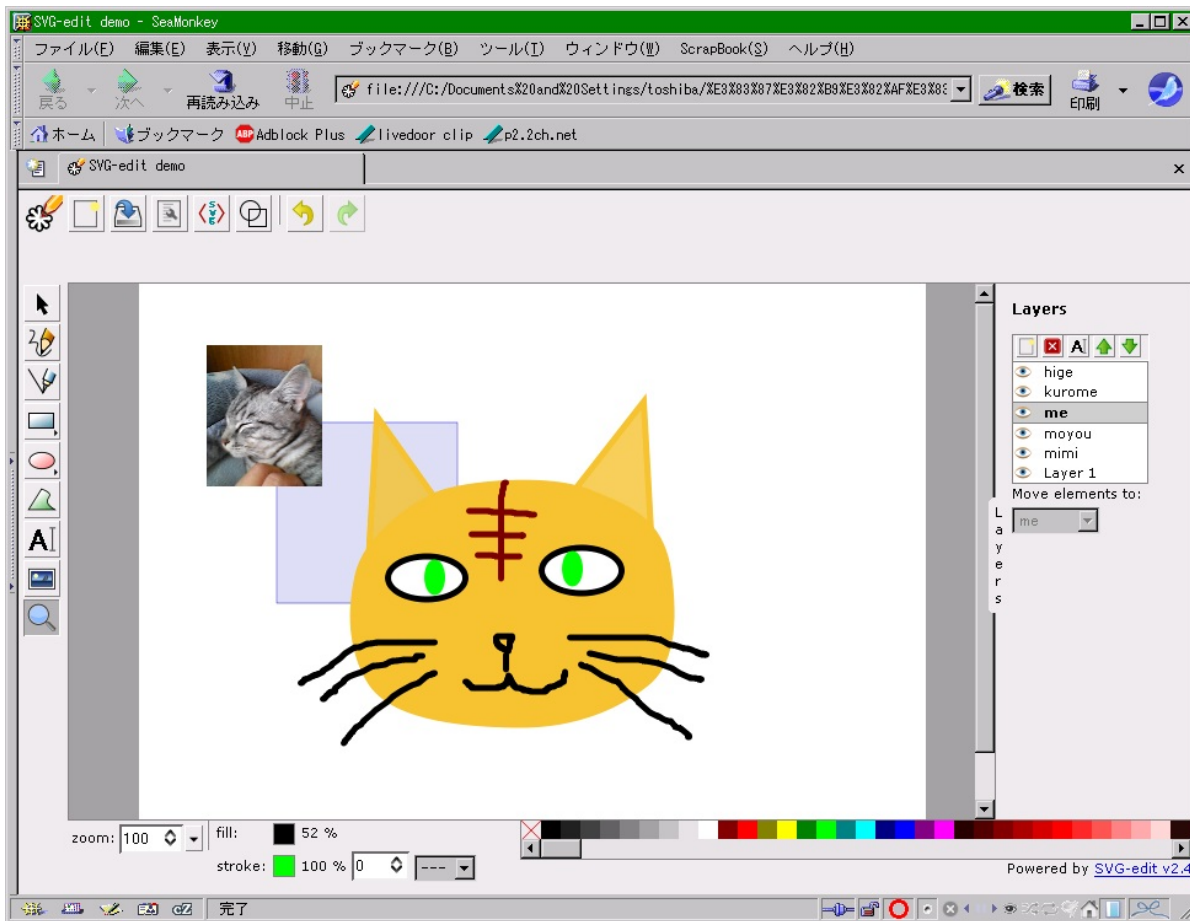 SVG-edit demo - SeaMonkey
ファイル(F) 編集(E) 表示(V) 移動(G) ブックマーク(B) ツール(T) ウィンドウ(W) ScrapBook(S) ヘルプ(H)
戻る 次へ 再読み込み 中止 file:///C:/Documents%20and%20Settings/toshiba/%E3%83%87%E3%82%B9%E3%82%AF%E3%8 検索 印刷
ホーム ブックマーク ABP Adblock Plus livedoor clip p2.2ch.net
SVG-edit demo
SVG
Layers
hige
kurome
me
moyou
mimi
Layer 1
Move elements to:
me
Layers
zoom: 100 fill: 52 %
stroke: 100 % 0 ---
Powered by SVG-edit v2.4
cZ 完了